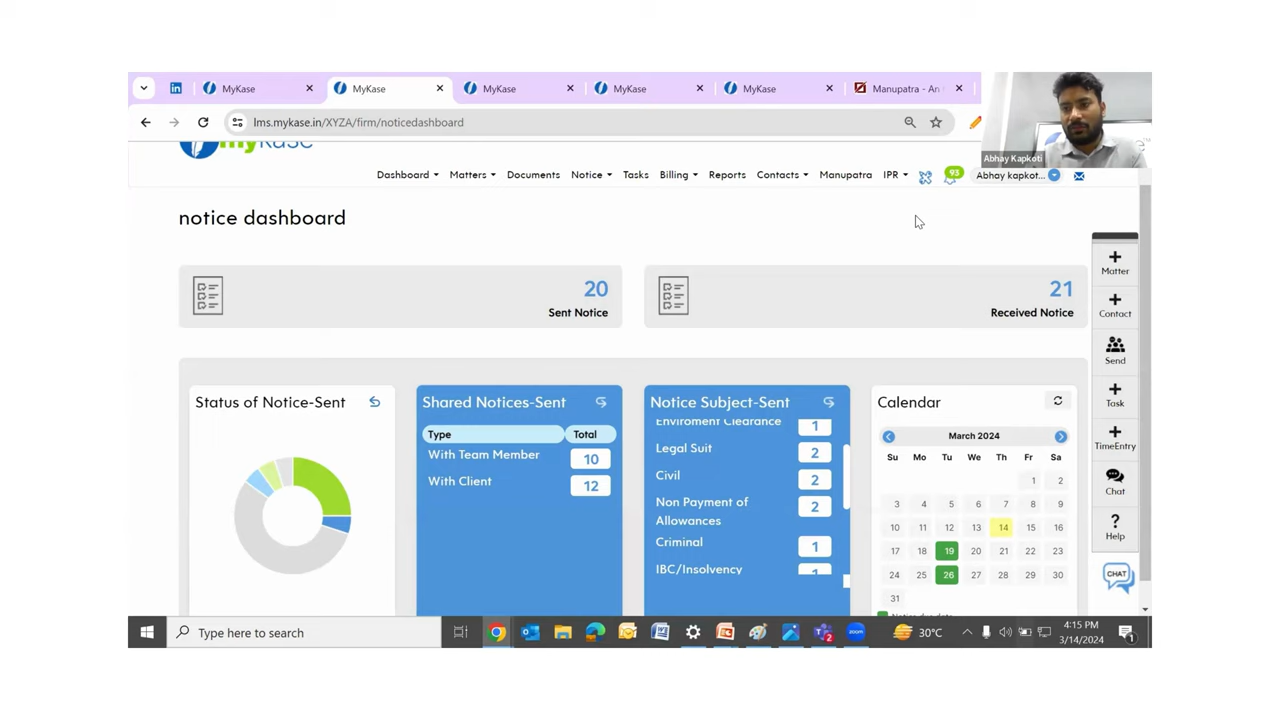 MyKase
MyKase
MyKase
MyKase
MyKase
Manupatra - An
lms.mykase.in/XYZA/firm/noticedashboard
Abhay Kapkoti
mykase
Dashboard
Matters
Documents
Notice
Tasks
Billing
Reports
Contacts
Manupatra
IPR
93
Abhay kapkot...
notice dashboard
20
Sent Notice
21
Received Notice
Status of Notice-Sent
Shared Notices-Sent
Type Total
With Team Member 10
With Client 12
Notice Subject-Sent
Enviroment Clearance 1
Legal Suit 2
Civil 2
Non Payment of
Allowances 2
Criminal 1
IBC/Insolvency 1
Calendar
March 2024
Su Mo Tu We Th Fr Sa
1 2
3 4 5 6 7 8 9
10 11 12 13 14 15 16
17 18 19 20 21 22 23
24 25 26 27 28 29 30
31
Matter
Contact
Send
Task
TimeEntry
Chat
?
Help
CHAT
Type here to search
30°C
4:15 PM
3/14/2024